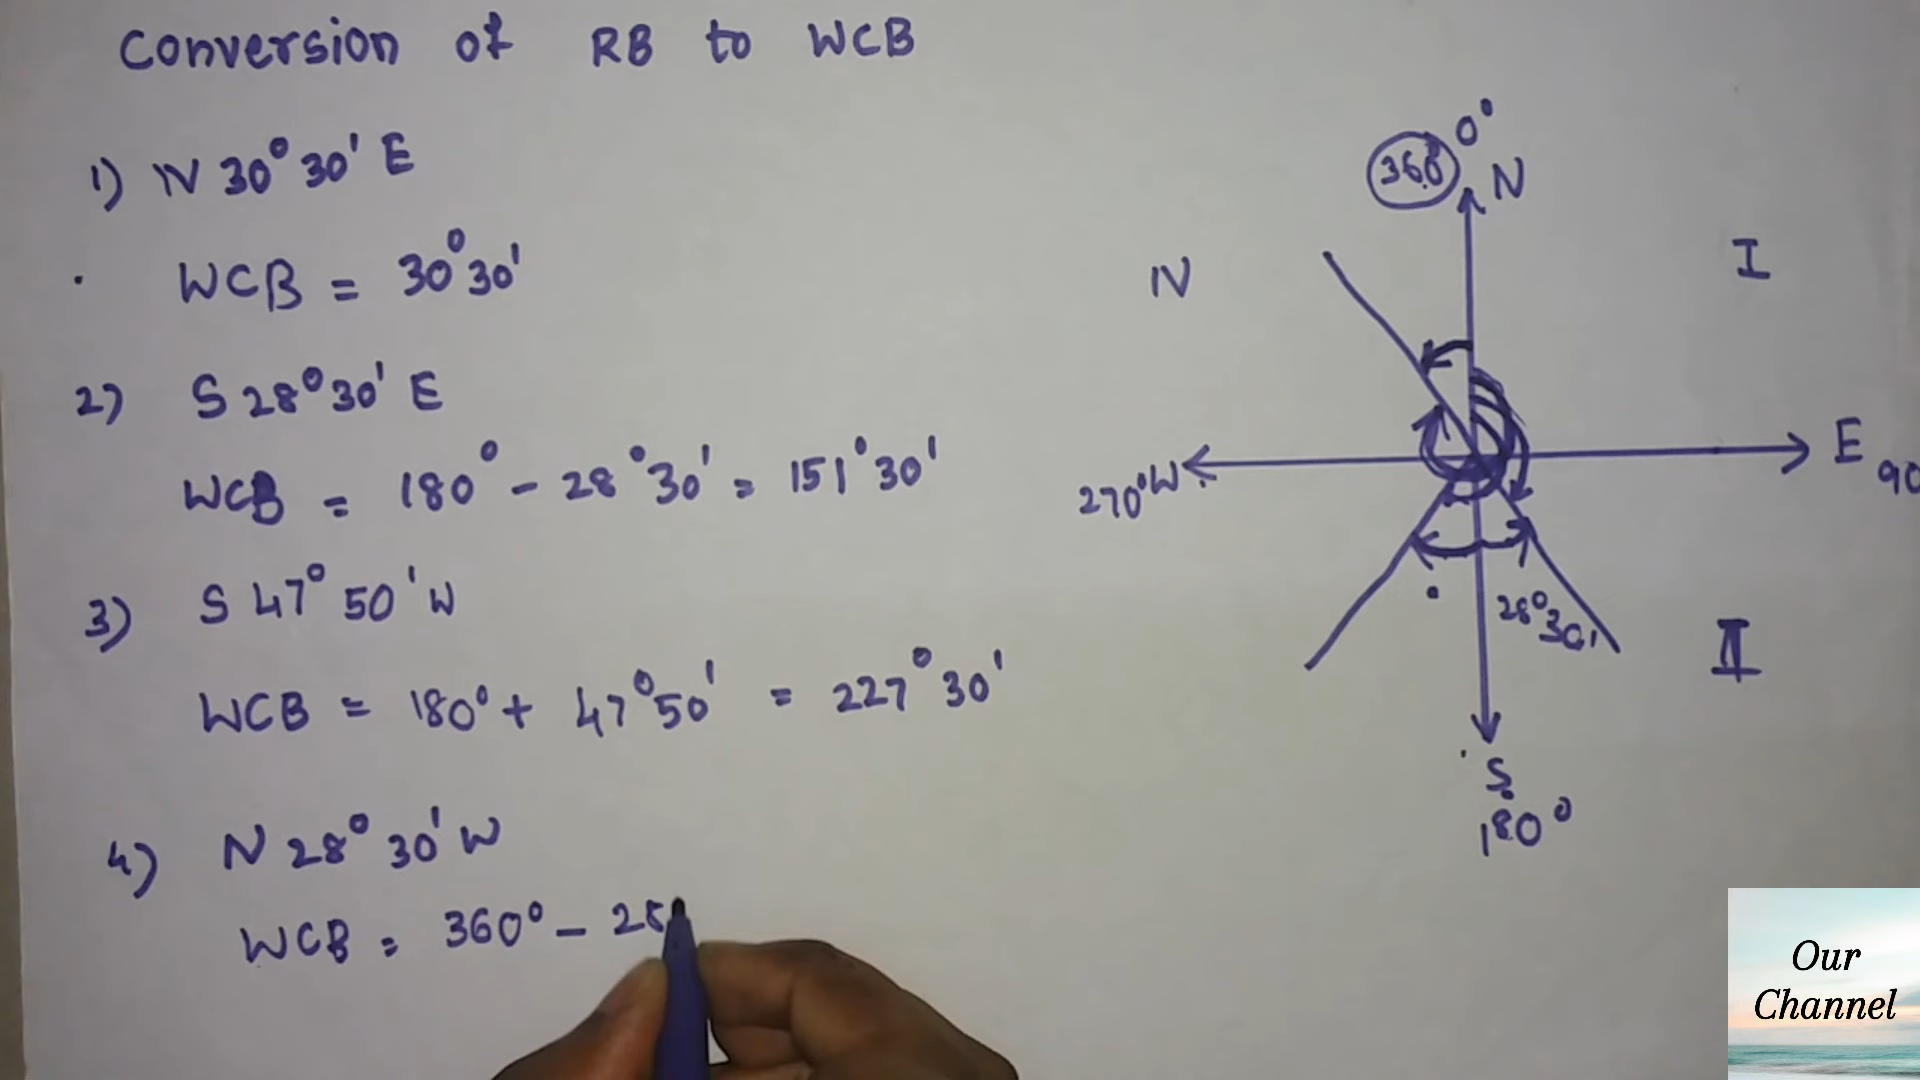 Conversion of RB to WCB
1) N 30° 30' E
WCB = 30° 30'
2) S 28° 30' E
WCB = 180° - 28° 30' = 151° 30'
3) S 47° 50' W
WCB = 180° + 47° 50' = 227° 30'
4) N 28° 30' W
WCB = 360° - 28
0°
360°
N
IV
I
E
90
270° W
28° 30'
II
S
180°
Our
Channel